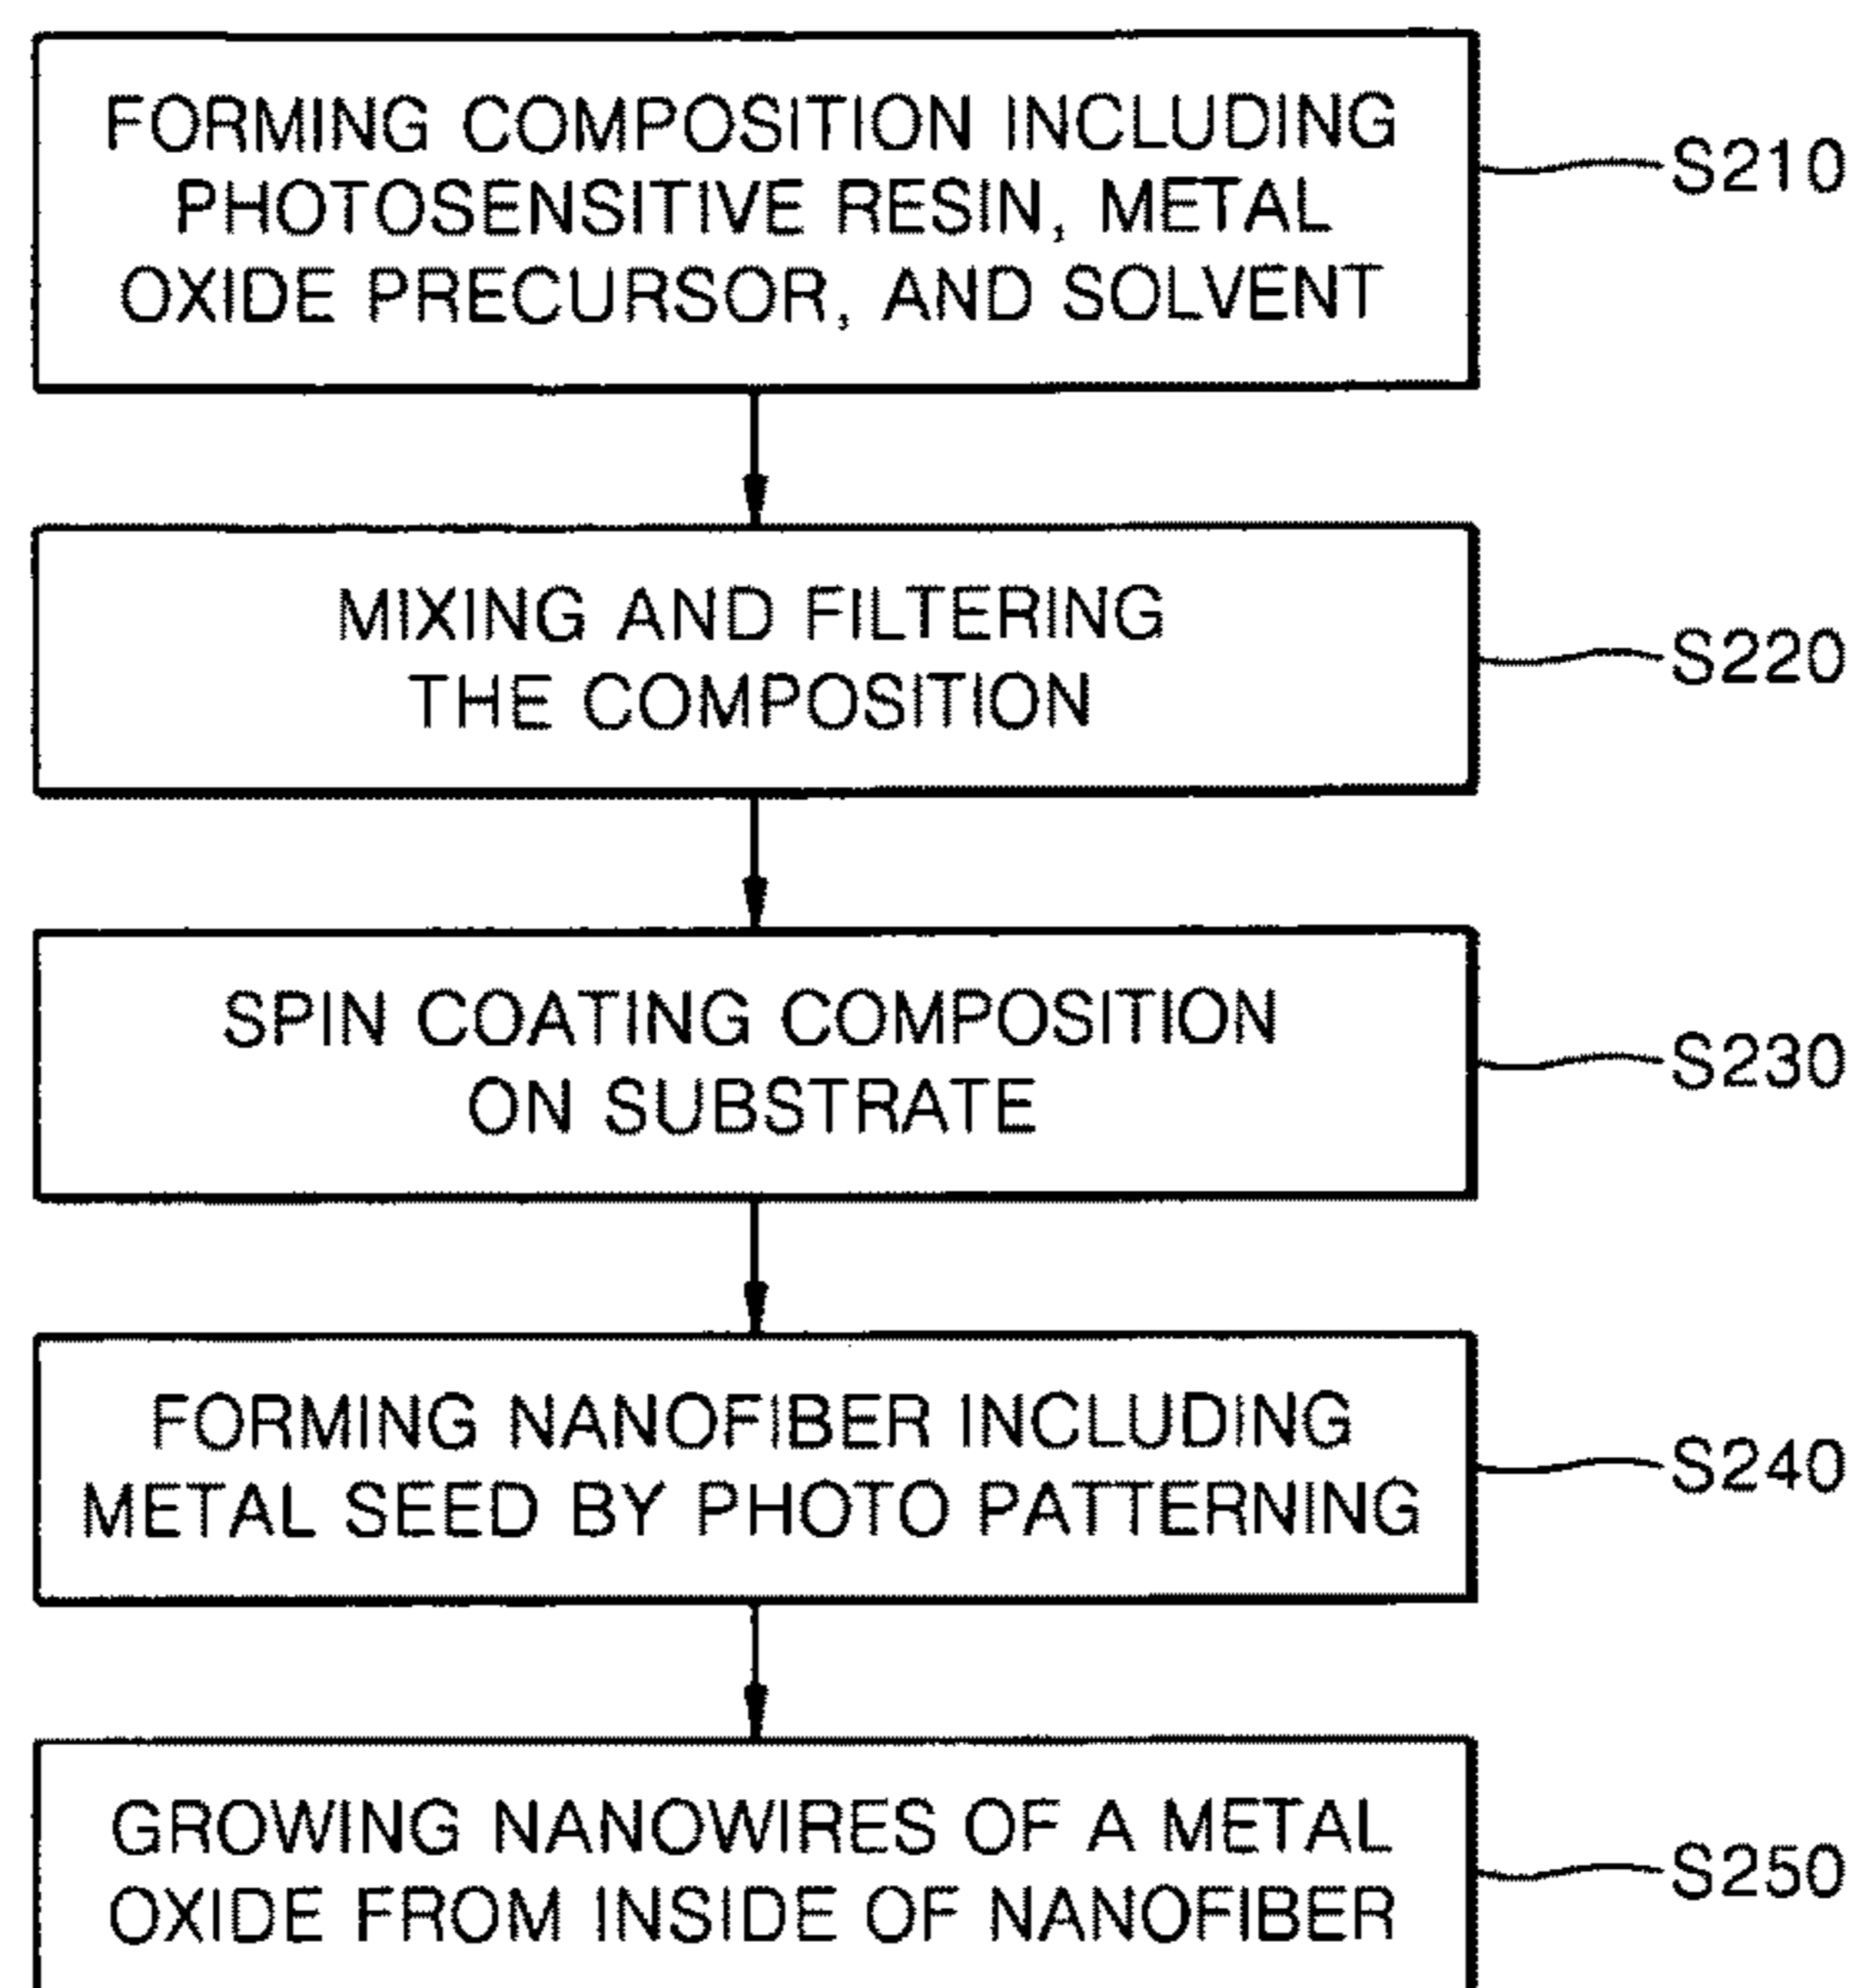 FORMING COMPOSITION INCLUDING
PHOTOSENSITIVE RESIN, METAL
OXIDE PRECURSOR, AND SOLVENT
S210
MIXING AND FILTERING
THE COMPOSITION
S220
SPIN COATING COMPOSITION
ON SUBSTRATE
S230
FORMING NANOFIBER INCLUDING
METAL SEED BY PHOTO PATTERNING
S240
GROWING NANOWIRES OF A METAL
OXIDE FROM INSIDE OF NANOFIBER
S250